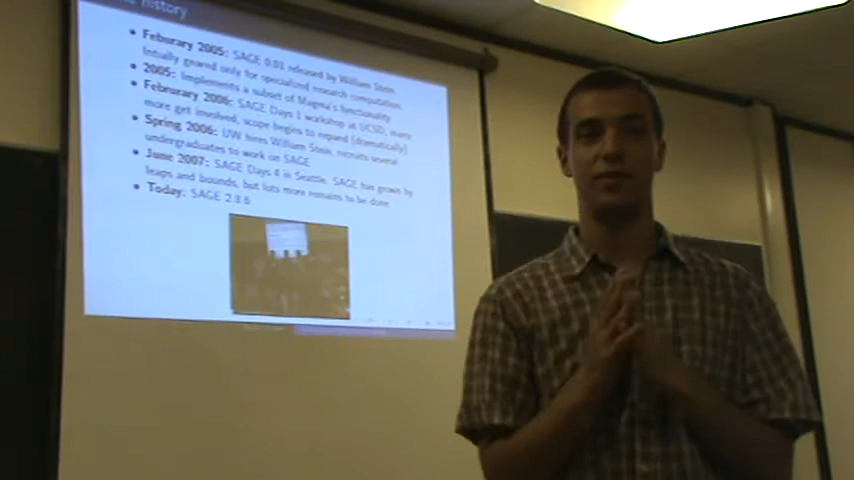 history
• Feburary 2005: SAGE 0.01 released by William Stein.
Intially geared only for specialized research computation.
• 2005: Implements a subset of Magma's functionality
• Februrary 2006: SAGE Days 1 workshop at UCSD, many
more get involved, scope begins to expand (dramatically)
• Spring 2006: UW hires William Stein, recruits several
undergraduates to work on SAGE
• June 2007: SAGE Days 4 in Seattle. SAGE has grown by
leaps and bounds, but lots more remains to be done
• Today: SAGE 2.8.6